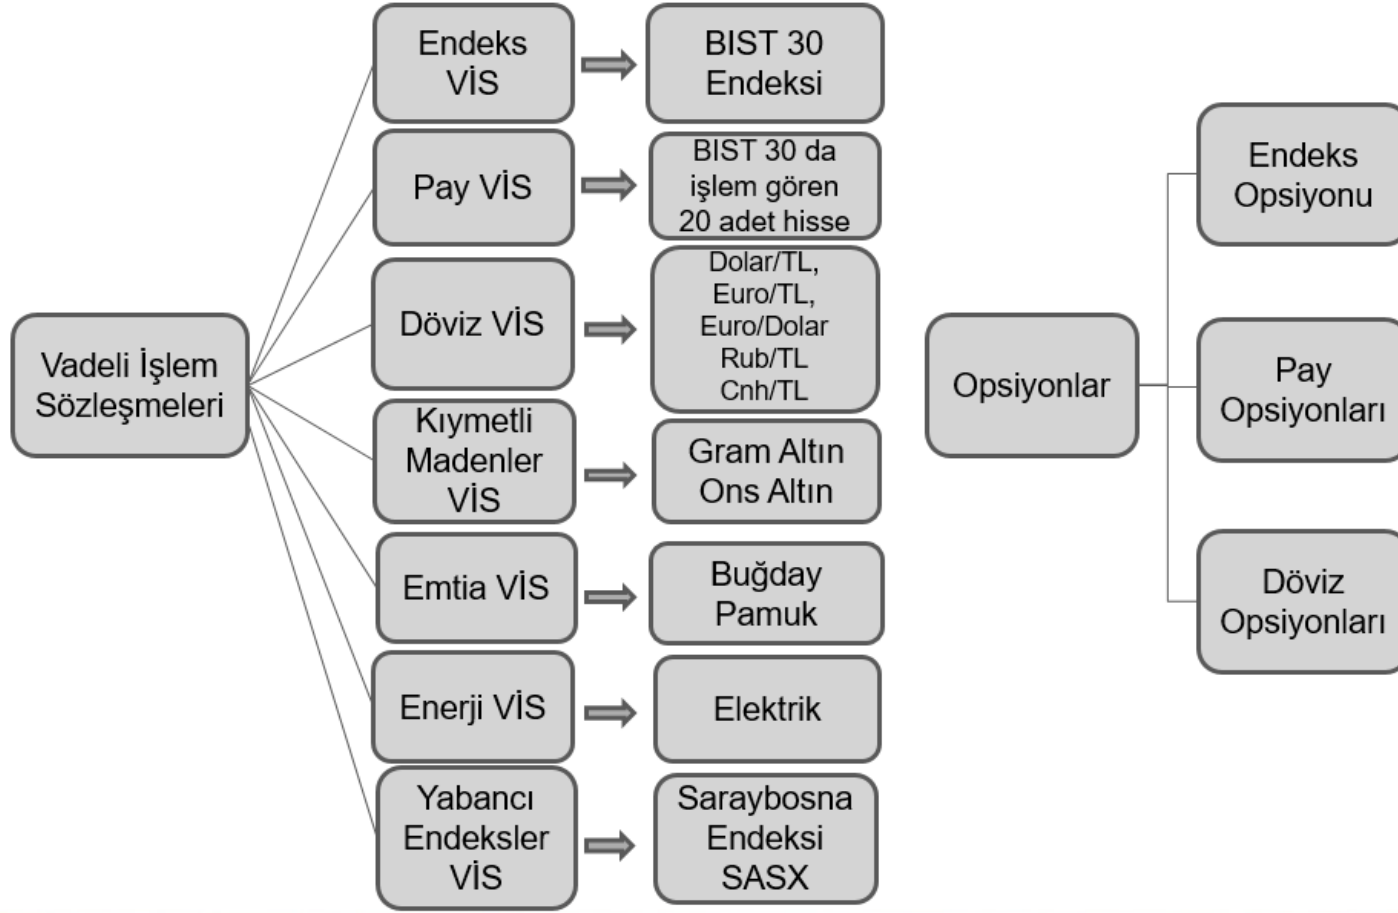 Vadeli İşlem
Sözleşmeleri
Endeks
VİS
BIST 30
Endeksi
Pay VİS
BIST 30 da
işlem gören
20 adet hisse
Döviz VİS
Dolar/TL,
Euro/TL,
Euro/Dolar
Rub/TL
Cnh/TL
Kıymetli
Madenler
VİS
Gram Altın
Ons Altın
Emtia VİS
Buğday
Pamuk
Enerji VİS
Elektrik
Yabancı
Endeksler
VİS
Saraybosna
Endeksi
SASX
Opsiyonlar
Endeks
Opsiyonu
Pay
Opsiyonları
Döviz
Opsiyonları